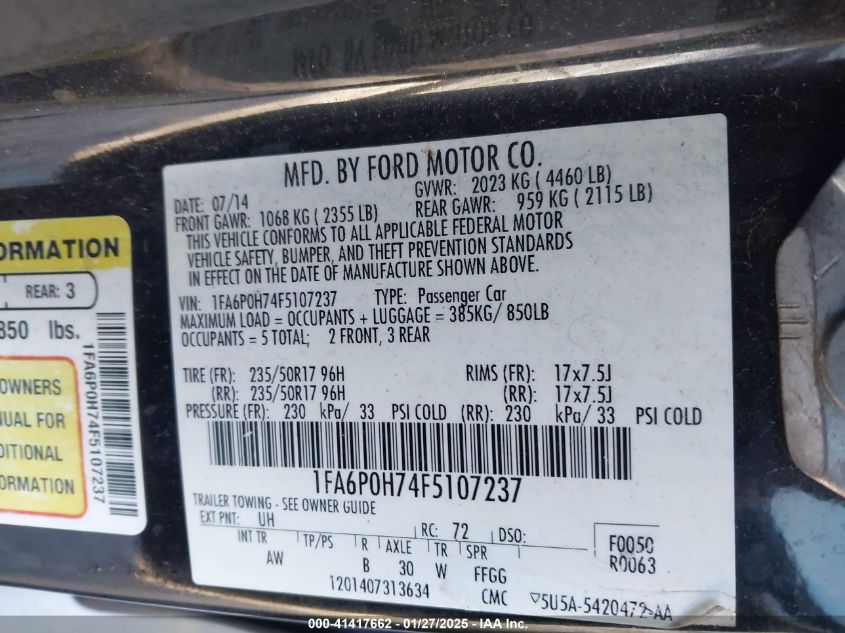 MFD. BY FORD MOTOR CO.
DATE: 07/14 GVWR: 2023 KG ( 4460 LB)
FRONT GAWR: 1068 KG ( 2355 LB) REAR GAWR: 959 KG ( 2115 LB)
THIS VEHICLE CONFORMS TO ALL APPLICABLE FEDERAL MOTOR
VEHICLE SAFETY, BUMPER, AND THEFT PREVENTION STANDARDS
IN EFFECT ON THE DATE OF MANUFACTURE SHOWN ABOVE.
VIN: 1FA6P0H74F5107237 TYPE: Passenger Car
MAXIMUM LOAD = OCCUPANTS + LUGGAGE = 385KG/ 850LB
OCCUPANTS = 5 TOTAL; 2 FRONT, 3 REAR
TIRE (FR): 235/50R17 96H RIMS (FR): 17x7.5J
(RR): 235/50R17 96H (RR): 17x7.5J
PRESSURE (FR): 230 kPa/ 33 PSI COLD (RR): 230 kPa/ 33 PSI COLD
1FA6P0H74F5107237
TRAILER TOWING - SEE OWNER GUIDE
EXT PNT: UH RC: 72 DSO: F0050
INT TR TP/PS R AXLE TR SPR R0063
AW B 30 W FFGG
1201407313634 CMC ▽5U5A-5420472-AA
ORMATION
REAR: 3
850 lbs.
OWNERS
NUAL FOR
DITIONAL
ORMATION
1FA6P0H74F5107237
000-41417662 - 01/27/2025 - IAA Inc.